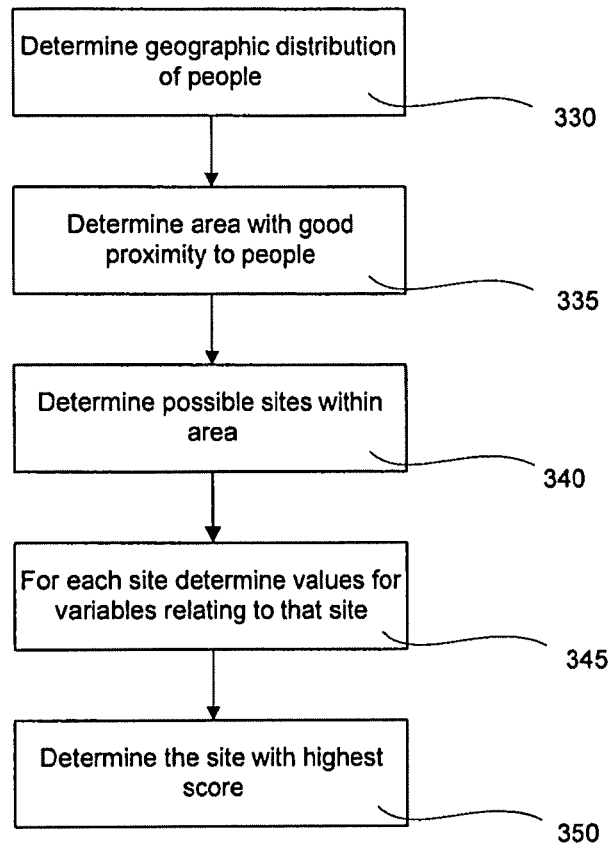 Determine geographic distribution
of people
330
Determine area with good
proximity to people
335
Determine possible sites within
area
340
For each site determine values for
variables relating to that site
345
Determine the site with highest
score
350